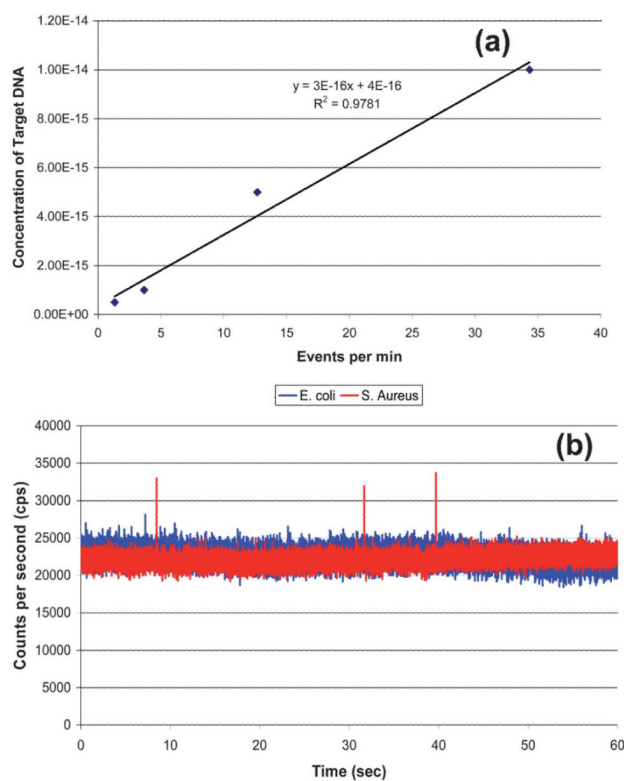 1.20E-14
(a)
1.00E-14
y = 3E-16x + 4E-16
R² = 0.9781
8.00E-15
6.00E-15
4.00E-15
2.00E-15
0.00E+00
Concentration of Target DNA
0 5 10 15 20 25 30 35 40
Events per min
E. coli S. Aureus
40000
(b)
35000
30000
25000
20000
15000
10000
5000
0
Counts per second (cps)
0 10 20 30 40 50 60
Time (sec)